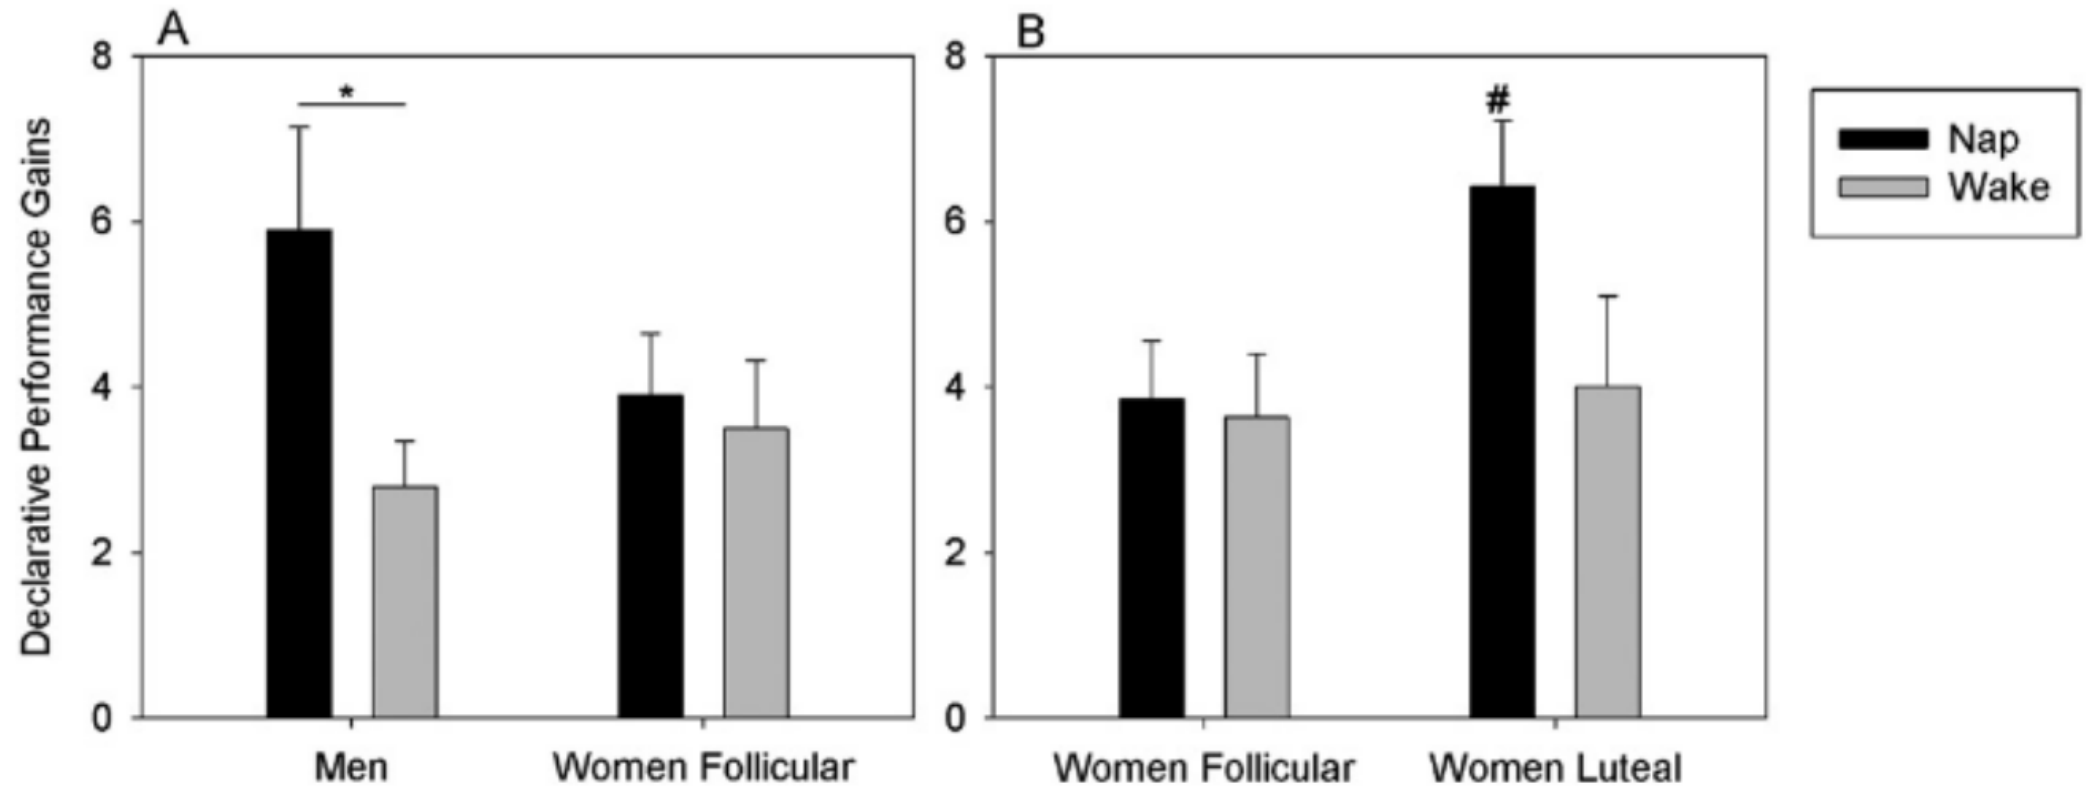 A
B
Declarative Performance Gains
8
6
4
2
0
*
Men
Women Follicular
8
6
4
2
0
#
Women Follicular
Women Luteal
Nap
Wake